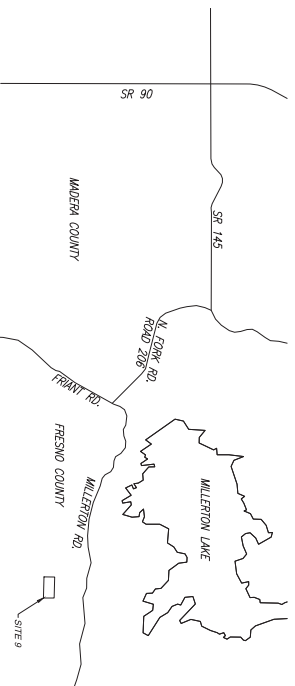 SR 90
SR 145
MADERA COUNTY
N. FORK RD.
ROAD 206
FRIANT RD.
FRESNO COUNTY
MILLERTON RD.
MILLERTON LAKE
SITE 9